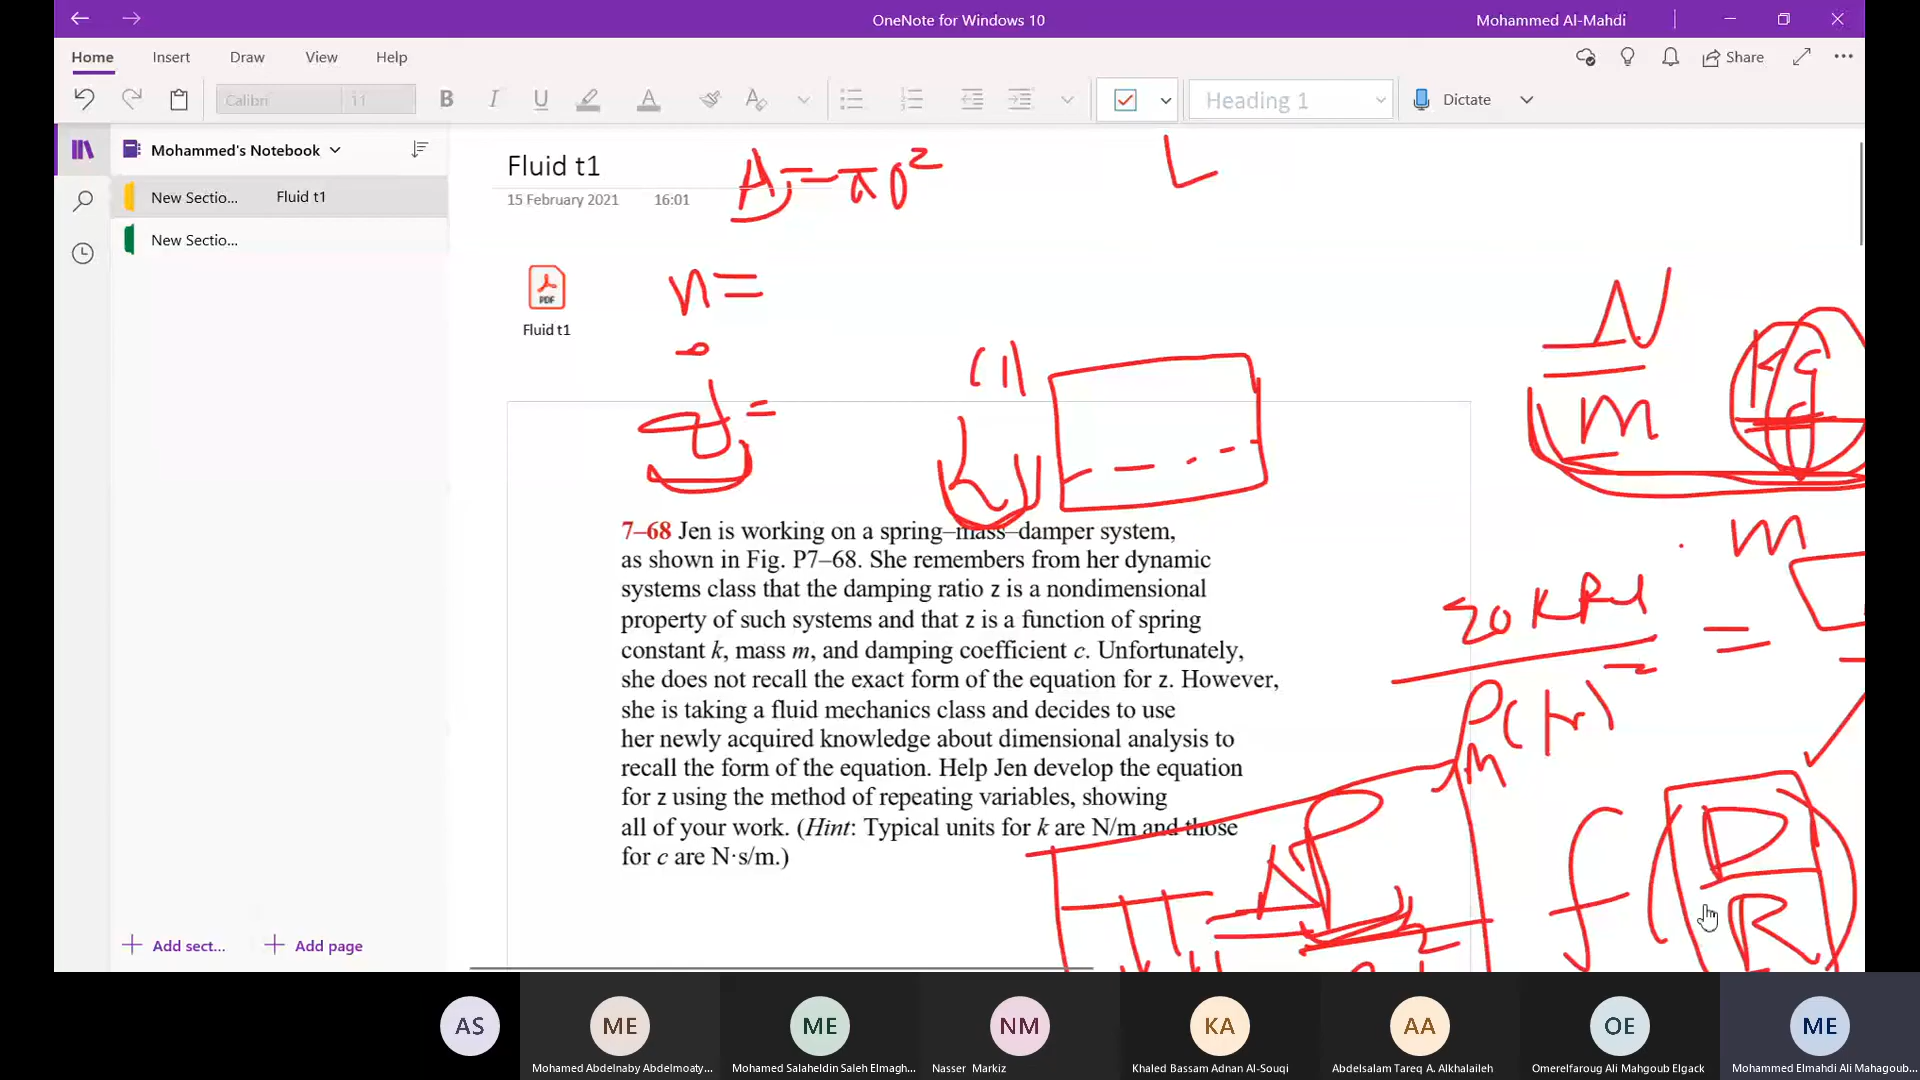 OneNote for Windows 10
Mohammed Al-Mahdi
Home Insert Draw View Help
Share
Calibri 11
B I U A
Heading 1
Dictate
Mohammed's Notebook
New Sectio...
New Sectio...
Fluid t1
Fluid t1
15 February 2021 16:01
PDF
Fluid t1
n=
(1)
N
m
m
7–68 Jen is working on a spring–mass–damper system,
as shown in Fig. P7–68. She remembers from her dynamic
systems class that the damping ratio z is a nondimensional
property of such systems and that z is a function of spring
constant k, mass m, and damping coefficient c. Unfortunately,
she does not recall the exact form of the equation for z. However,
she is taking a fluid mechanics class and decides to use
her newly acquired knowledge about dimensional analysis to
recall the form of the equation. Help Jen develop the equation
for z using the method of repeating variables, showing
all of your work. (Hint: Typical units for k are N/m and those
for c are N·s/m.)
Add sect...
Add page
AS
ME
ME
NM
KA
AA
OE
ME
Mohamed Abdelnaby Abdelmoaty...
Mohamed Salaheldin Saleh Elmagh...
Nasser Markiz
Khaled Bassam Adnan Al-Souqi
Abdelsalam Tareq A. Alkhalaileh
Omerelfaroug Ali Mahgoub Elgack
Mohammed Elmahdi Ali Mahagoub...